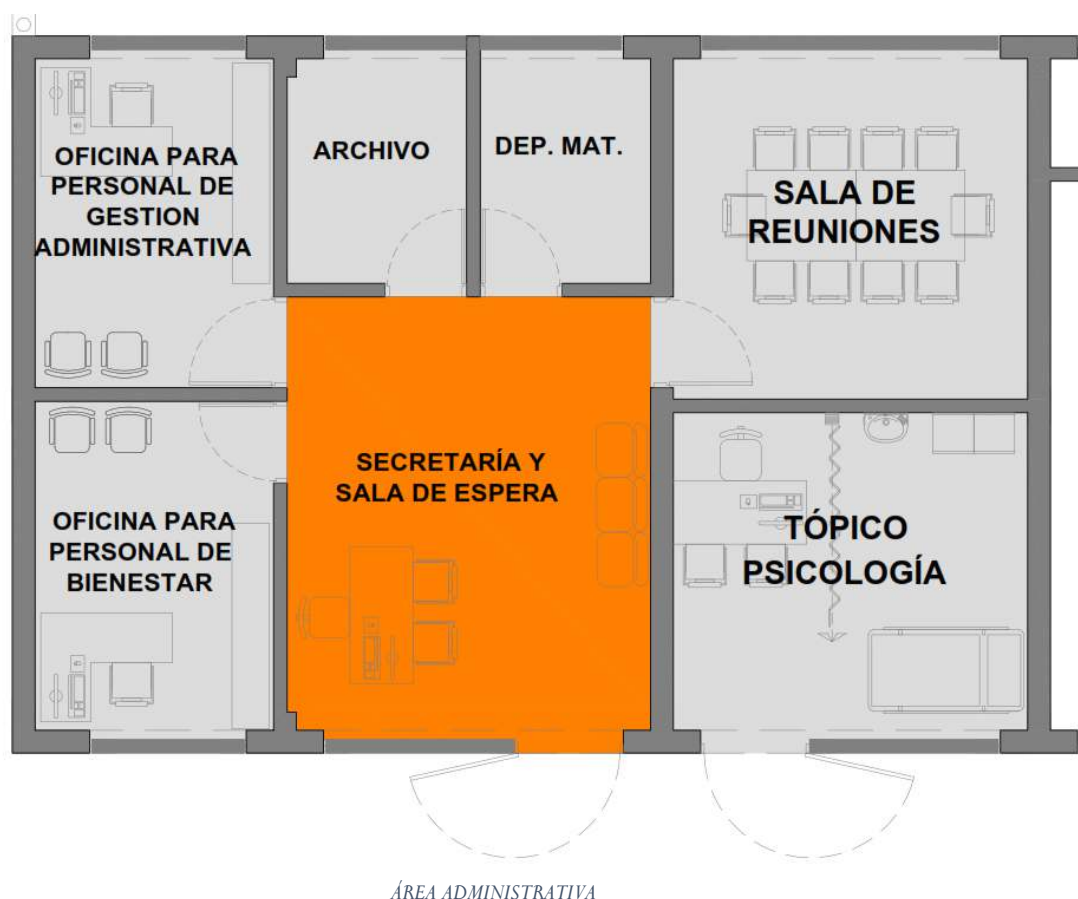 OFICINA PARA
PERSONAL DE
GESTION
ADMINISTRATIVA
ARCHIVO
DEP. MAT.
SALA DE
REUNIONES
OFICINA PARA
PERSONAL DE
BIENESTAR
SECRETARÍA Y
SALA DE ESPERA
TÓPICO
PSICOLOGÍA
ÁREA ADMINISTRATIVA